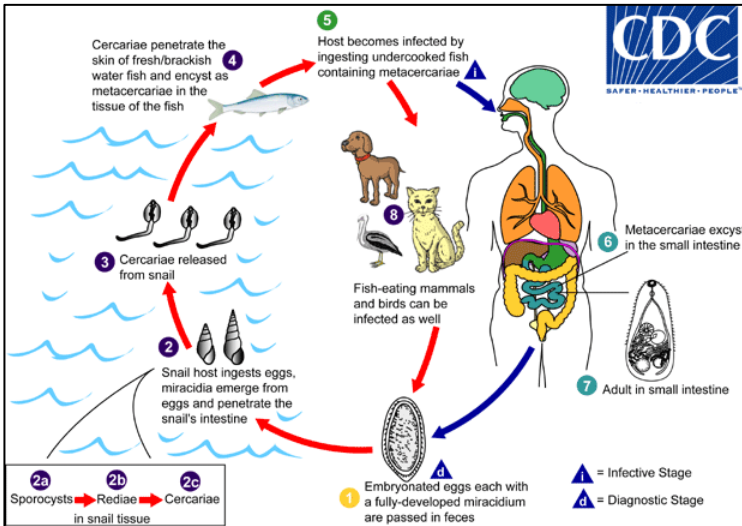 CDC
SAFER•HEALTHIER•PEOPLE™
5
Host becomes infected by
ingesting undercooked fish
containing metacercariae
i
4
Cercariae penetrate the
skin of fresh/brackish
water fish and encyst as
metacercariae in the
tissue of the fish
3
Cercariae released
from snail
2
Snail host ingests eggs,
miracidia emerge from
eggs and penetrate the
snail's intestine
8
Fish-eating mammals
and birds can be
infected as well
6
Metacercariae excyst
in the small intestine
7
Adult in small intestine
d
1
Embryonated eggs each with
a fully-developed miracidium
are passed in feces
2a 2b 2c
Sporocysts Rediae Cercariae
in snail tissue
i = Infective Stage
d = Diagnostic Stage